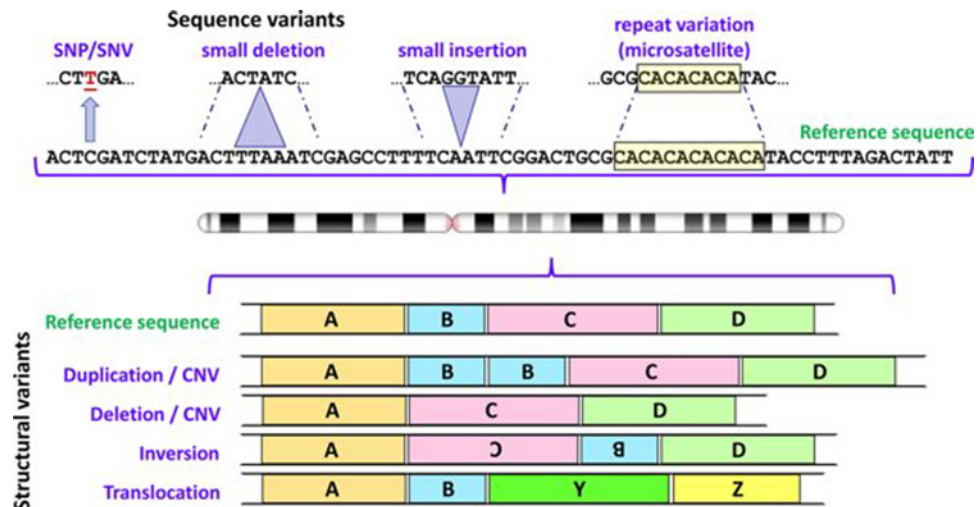 Sequence variants
SNP/SNV
small deletion
small insertion
repeat variation
(microsatellite)
...CTTGA...
...ACTATC...
...TCAGGTATT...
...GCGCACACACATAC...
Reference sequence
ACTCGATCTATGACTTTAAATCGAGCCTTTTCAATTCGGACTGCGCACACACACACATACCTTTAGACTATT
Structural variants
Reference sequence A B C D
Duplication / CNV A B B C D
Deletion / CNV A C D
Inversion A C B D
Translocation A B Y Z